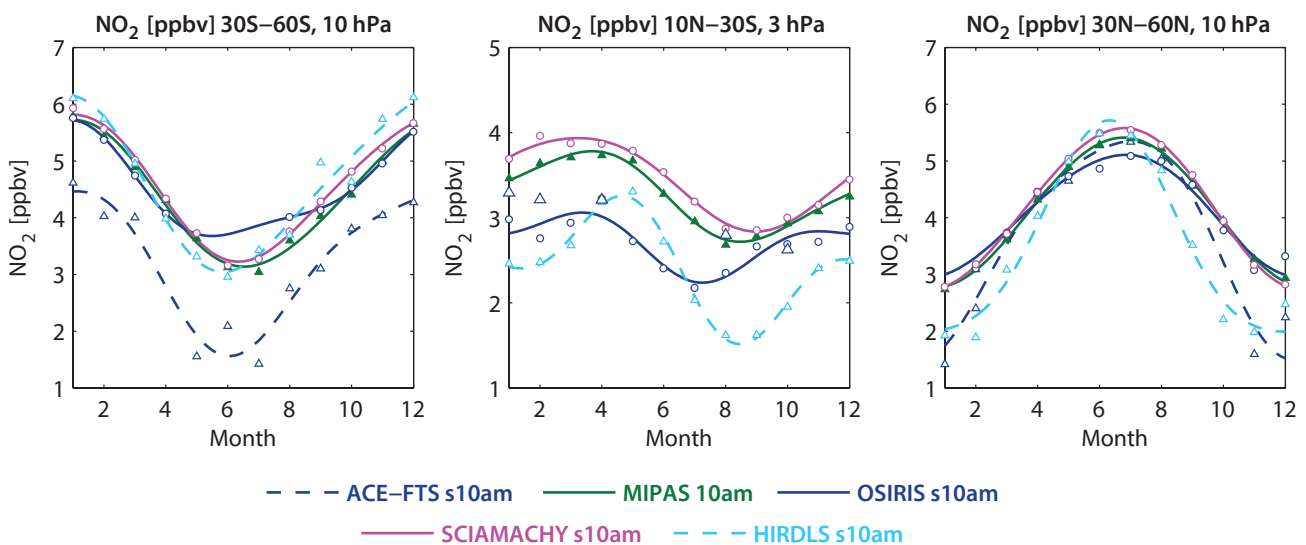 NO₂ [ppbv] 30S−60S, 10 hPa
NO₂ [ppbv] 10N−30S, 3 hPa
NO₂ [ppbv] 30N−60N, 10 hPa
NO₂ [ppbv]
7
6
5
4
3
2
1
2 4 6 8 10 12
Month
NO₂ [ppbv]
5
4
3
2
1
2 4 6 8 10 12
Month
NO₂ [ppbv]
7
6
5
4
3
2
1
2 4 6 8 10 12
Month
ACE−FTS s10am MIPAS 10am OSIRIS s10am
SCIAMACHY s10am HIRDLS s10am